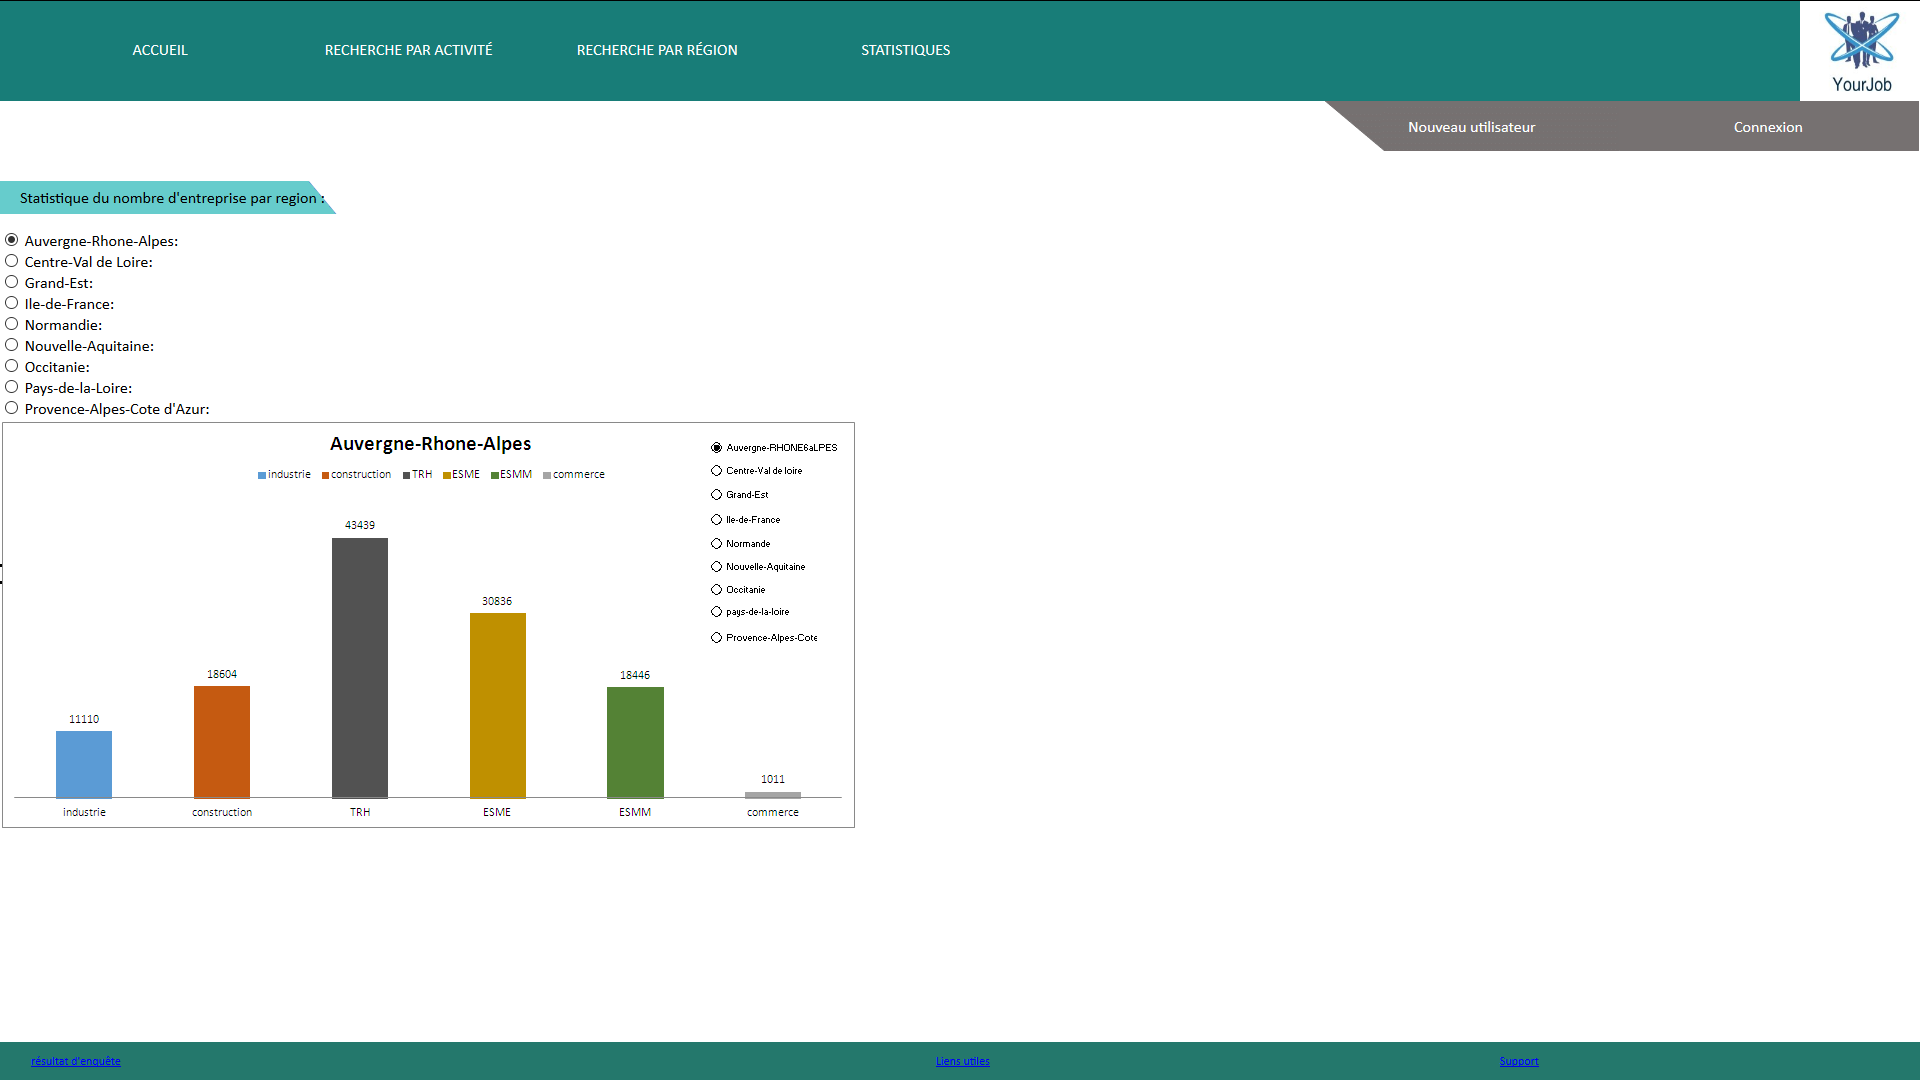 ACCUEIL RECHERCHE PAR ACTIVITÉ RECHERCHE PAR RÉGION STATISTIQUES
YourJob
Nouveau utilisateur Connexion
Statistique du nombre d'entreprise par region :
Auvergne-Rhone-Alpes:
Centre-Val de Loire:
Grand-Est:
Ile-de-France:
Normandie:
Nouvelle-Aquitaine:
Occitanie:
Pays-de-la-Loire:
Provence-Alpes-Cote d'Azur:
Auvergne-Rhone-Alpes
industrie construction TRH ESME ESMM commerce
Auvergne-RHONE6aLPES
Centre-Val de loire
Grand-Est
Ile-de-France
Normande
Nouvelle-Aquitaine
Occitanie
pays-de-la-loire
Provence-Alpes-Cote
43439
30836
18604
18446
11110
1011
industrie construction TRH ESME ESMM commerce
résultat d'enquête Liens utiles Support